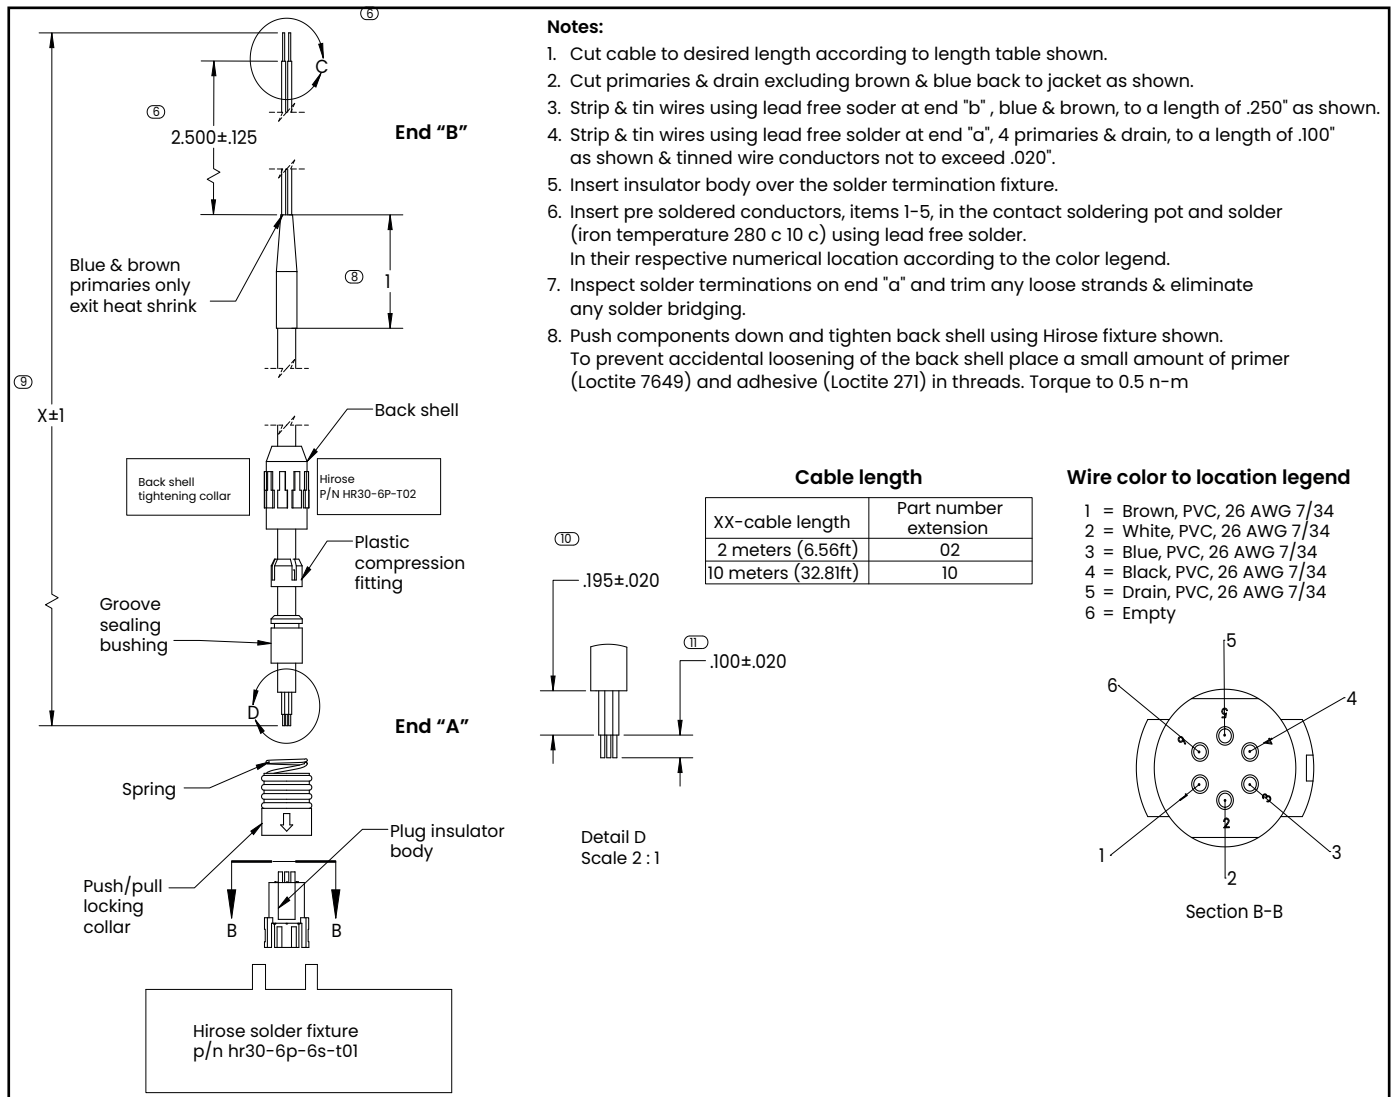 6
C
6
2.500±.125
End “B”
Blue & brown
primaries only
exit heat shrink
8
1
9
X±1
Back shell
Back shell
tightening collar
Hirose
P/N HR30-6P-T02
Plastic
compression
fitting
Groove
sealing
bushing
D
End “A”
Spring
Plug insulator
body
Push/pull
locking
collar
B
B
Hirose solder fixture
p/n hr30-6p-6s-t01
Notes:
1. Cut cable to desired length according to length table shown.
2. Cut primaries & drain excluding brown & blue back to jacket as shown.
3. Strip & tin wires using lead free soder at end "b" , blue & brown, to a length of .250" as shown.
4. Strip & tin wires using lead free solder at end "a", 4 primaries & drain, to a length of .100"
as shown & tinned wire conductors not to exceed .020".
5. Insert insulator body over the solder termination fixture.
6. Insert pre soldered conductors, items 1-5, in the contact soldering pot and solder
(iron temperature 280 c 10 c) using lead free solder.
In their respective numerical location according to the color legend.
7. Inspect solder terminations on end "a" and trim any loose strands & eliminate
any solder bridging.
8. Push components down and tighten back shell using Hirose fixture shown.
To prevent accidental loosening of the back shell place a small amount of primer
(Loctite 7649) and adhesive (Loctite 271) in threads. Torque to 0.5 n-m
Cable length
XX-cable length Part number extension
2 meters (6.56ft) 02
10 meters (32.81ft) 10
10
.195±.020
11
.100±.020
Detail D
Scale 2 : 1
Wire color to location legend
1 = Brown, PVC, 26 AWG 7/34
2 = White, PVC, 26 AWG 7/34
3 = Blue, PVC, 26 AWG 7/34
4 = Black, PVC, 26 AWG 7/34
5 = Drain, PVC, 26 AWG 7/34
6 = Empty
5
6
4
5
2
3
1
3
2
Section B-B